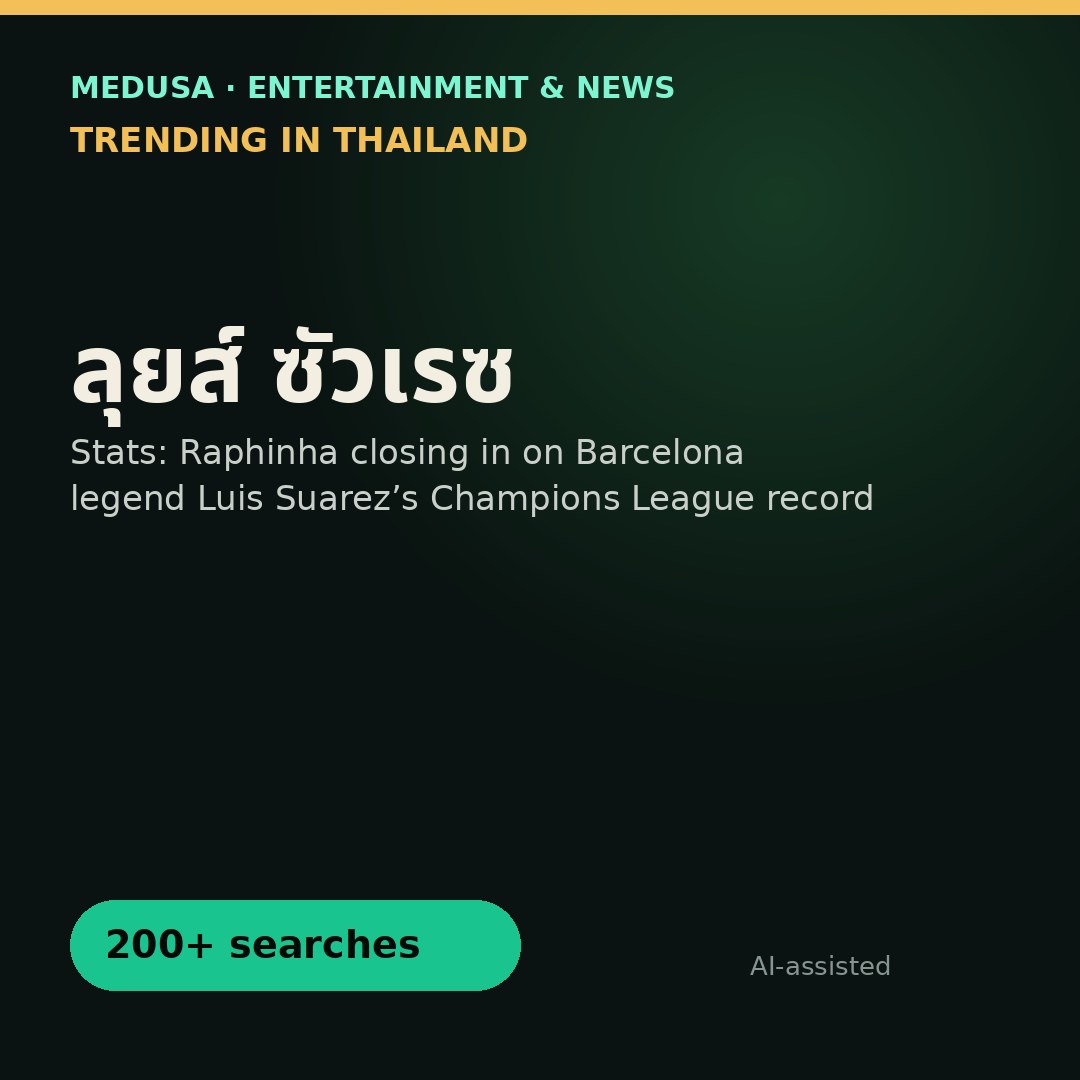 MEDUSA · ENTERTAINMENT & NEWS
TRENDING IN THAILAND
ลุยส์ ซัวเรซ
Stats: Raphinha closing in on Barcelona
legend Luis Suarez’s Champions League record
200+ searches
AI-assisted